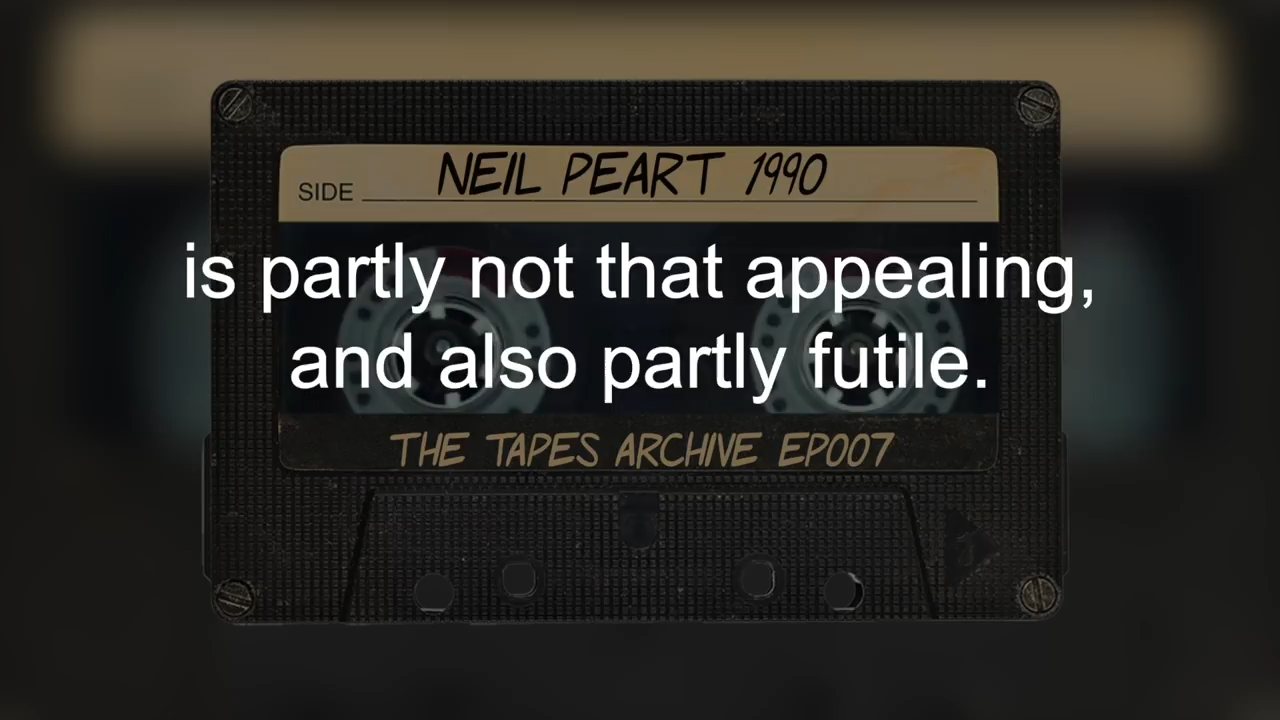 NEIL PEART 1990
SIDE
is partly not that appealing,
and also partly futile.
THE TAPES ARCHIVE EP007